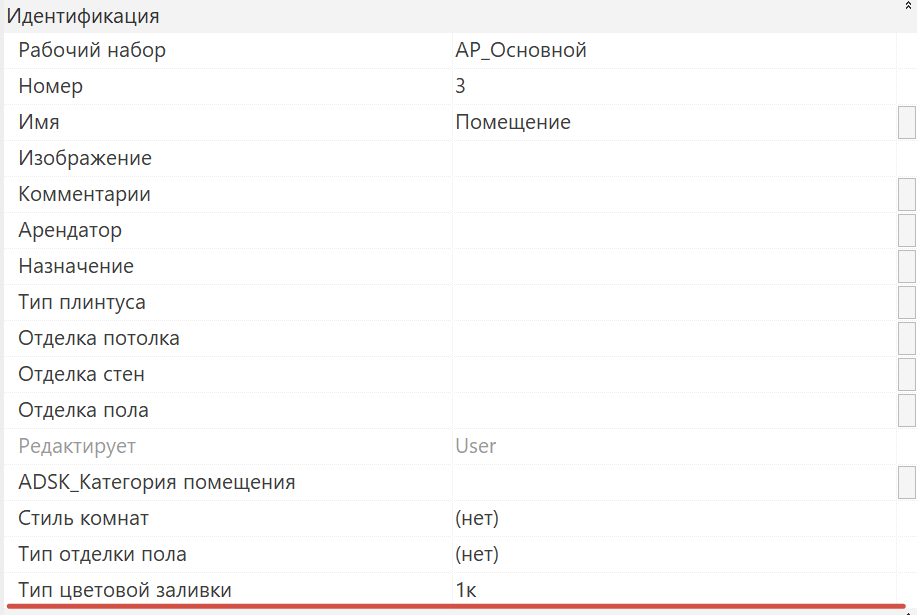 Идентификация
Рабочий набор АР_Основной
Номер 3
Имя Помещение
Изображение
Комментарии
Арендатор
Назначение
Тип плинтуса
Отделка потолка
Отделка стен
Отделка пола
Редактирует User
ADSK_Категория помещения
Стиль комнат (нет)
Тип отделки пола (нет)
Тип цветовой заливки 1к